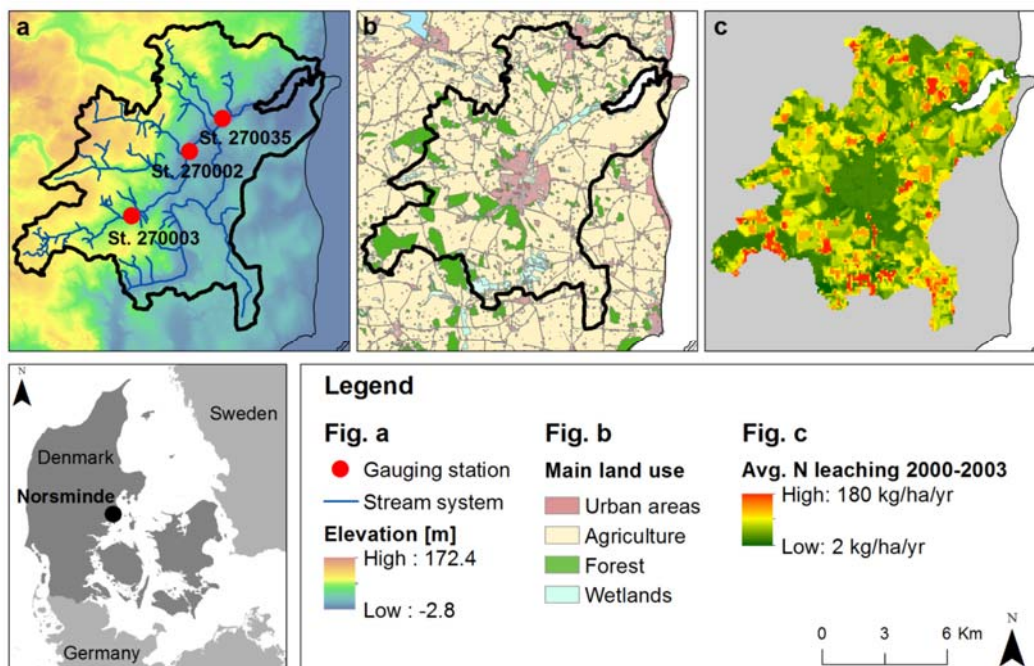 a
St. 270035
St. 270002
St. 270003
b
c
N
Sweden
Denmark
Norsminde
Germany
Legend
Fig. a
Gauging station
Stream system
Elevation [m]
High : 172.4
Low : -2.8
Fig. b
Main land use
Urban areas
Agriculture
Forest
Wetlands
Fig. c
Avg. N leaching 2000-2003
High: 180 kg/ha/yr
Low: 2 kg/ha/yr
0 3 6 Km
N